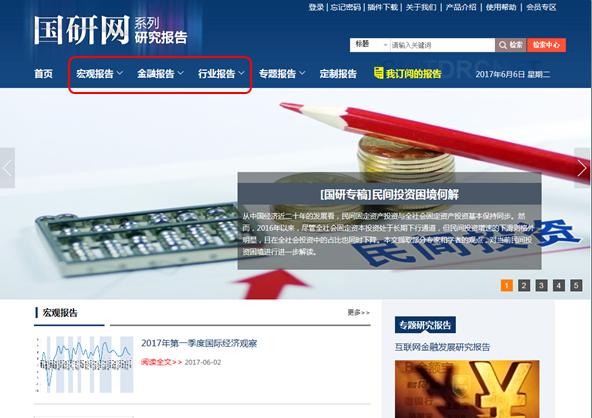 登录 | 忘记密码 | 插件下载 | 关于我们 | 产品介绍 | 使用帮助 | 会员专区
国研网 系列
研究报告
标题 请输入关键词 检索 检索中心
首页 宏观报告 金融报告 行业报告 专题报告 定制报告 我订阅的报告 2017年6月6日 星期二
[国研专稿]民间投资困境何解
从中国经济近二十年的发展看，民间固定资产投资与全社会固定资产投资基本保持同步。然
而，2016年以来，尽管全社会固定资本投资处于长期下行通道，但民间投资增速的下滑则格外
明显，且在全社会投资中的占比也同时下降。本文撷取部分专家和学者的观点，对当前民间投
资困境进行进一步解读。
民间投资
1 2 3 4 5
宏观报告 更多>>
2017年第一季度国际经济观察
阅读全文>> 2017-06-02
专题研究报告
互联网金融发展研究报告